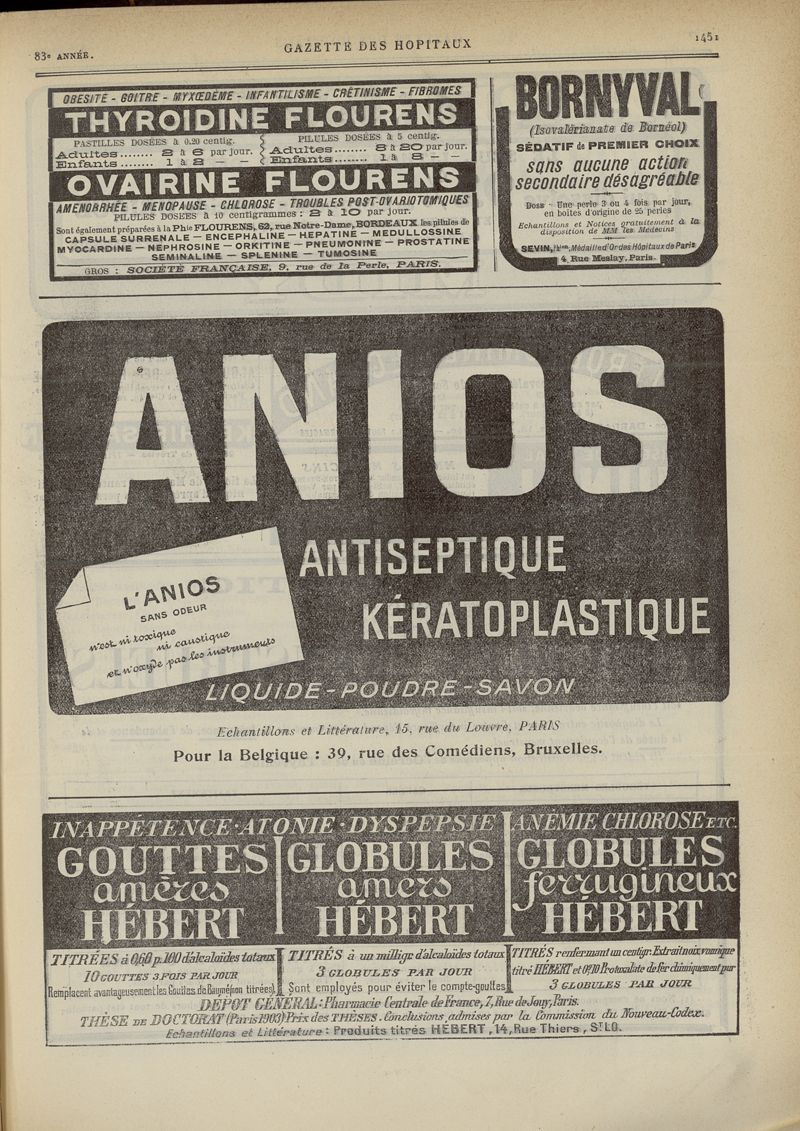 83e ANNÉE.
GAZETTE DES HOPITAUX
1451
OBÉSITÉ - GOITRE - MYXŒDÈME - INFANTILISME - CRÉTINISME - FIBROMES
THYROIDINE FLOURENS
PASTILLES DOSÉES à 0,20 centig.
Adultes........ 2 à 6 par jour.
Enfants........ 1 à 2 — —
PILULES DOSÉES à 5 centig.
Adultes........ 8 à 20 par jour.
Enfants........ 1 à 8 — —
OVAIRINE FLOURENS
AMENORRHÉE - MENOPAUSE - CHLOROSE - TROUBLES POST-OVARIOTOMIQUES
PILULES DOSEES à 10 centigrammes : 2 à 10 par jour.
Sont également préparées à la Phie FLOURENS, 62, rue Notre-Dame, BORDEAUX, les pilules de
CAPSULE SURRENALE — ENCEPHALINE — HEPATINE — MEDULLOSSINE
MYOCARDINE — NEPHROSINE — ORKITINE — PNEUMONINE — PROSTATINE
SEMINALINE — SPLENINE — TUMOSINE
GROS : SOCIÉTÉ FRANÇAISE, 9, rue de la Perle, PARIS.
BORNYVAL
(Isovalérianate de Bornéol)
SÉDATIF de PREMIER CHOIX
sans aucune action
secondaire désagréable
Dose - Une perle 3 ou 4 fois par jour,
en boîtes d'origine de 25 perles
Echantillons et Notices gratuitement à la
disposition de MM les Médecins
SEVIN, Médaille d'Or des Hôpitaux de Paris
4, Rue Meslay, Paris.
ANIOS
ANTISEPTIQUE
KÉRATOPLASTIQUE
L'ANIOS
SANS ODEUR
n'est ni toxique
ni caustique
et n'oxyde pas les instruments
LIQUIDE - POUDRE - SAVON
Echantillons et Littérature, 15, rue du Louvre, PARIS
Pour la Belgique : 39, rue des Comédiens, Bruxelles.
INAPPÉTENCE · ATONIE · DYSPEPSIE
GOUTTES
amères
HÉBERT
GLOBULES
amers
HÉBERT
ANÉMIE CHLOROSE ETC.
GLOBULES
ferrugineux
HÉBERT
TITRÉES à 0,60 p. 100 d'alcaloïdes totaux
10 GOUTTES 3 FOIS PAR JOUR
Remplacent avantageusement les Gouttes de Baumé (non titrées)
TITRÉS à un millig. d'alcaloïdes totaux
3 GLOBULES PAR JOUR
Sont employés pour éviter le compte-gouttes
TITRÉS renfermant un centigr. Extrait noix vomique
titré HÉBERT et 0gr10 Protoxalate de fer chimiquement pur
3 GLOBULES PAR JOUR
DEPOT GÉNÉRAL : Pharmacie Centrale de France, 7, Rue de Jouy, Paris.
THÈSE DE DOCTORAT (Paris 1903) Prix des THÈSES. Conclusions admises par la Commission du Nouveau-Codex.
Echantillons et Littérature : Produits titrés HÉBERT, 14, Rue Thiers, ST LO.